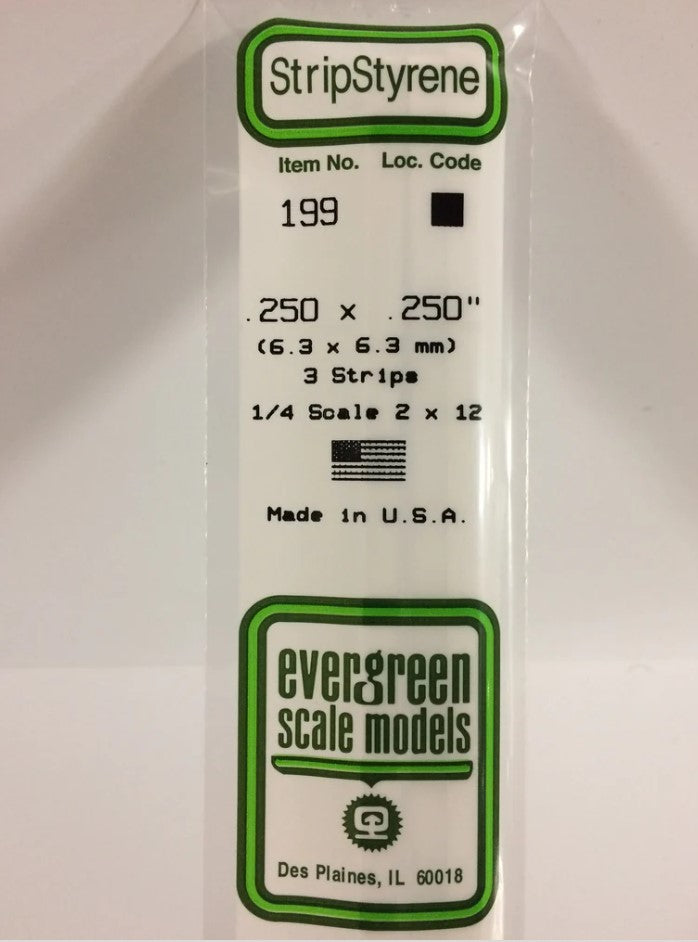 StripStyrene
Item No. Loc. Code
199
.250 x .250"
(6.3 x 6.3 mm)
3 Strips
1/4 Scale 2 x 12
Made in U.S.A.
evergreen
scale models
Des Plaines, IL 60018